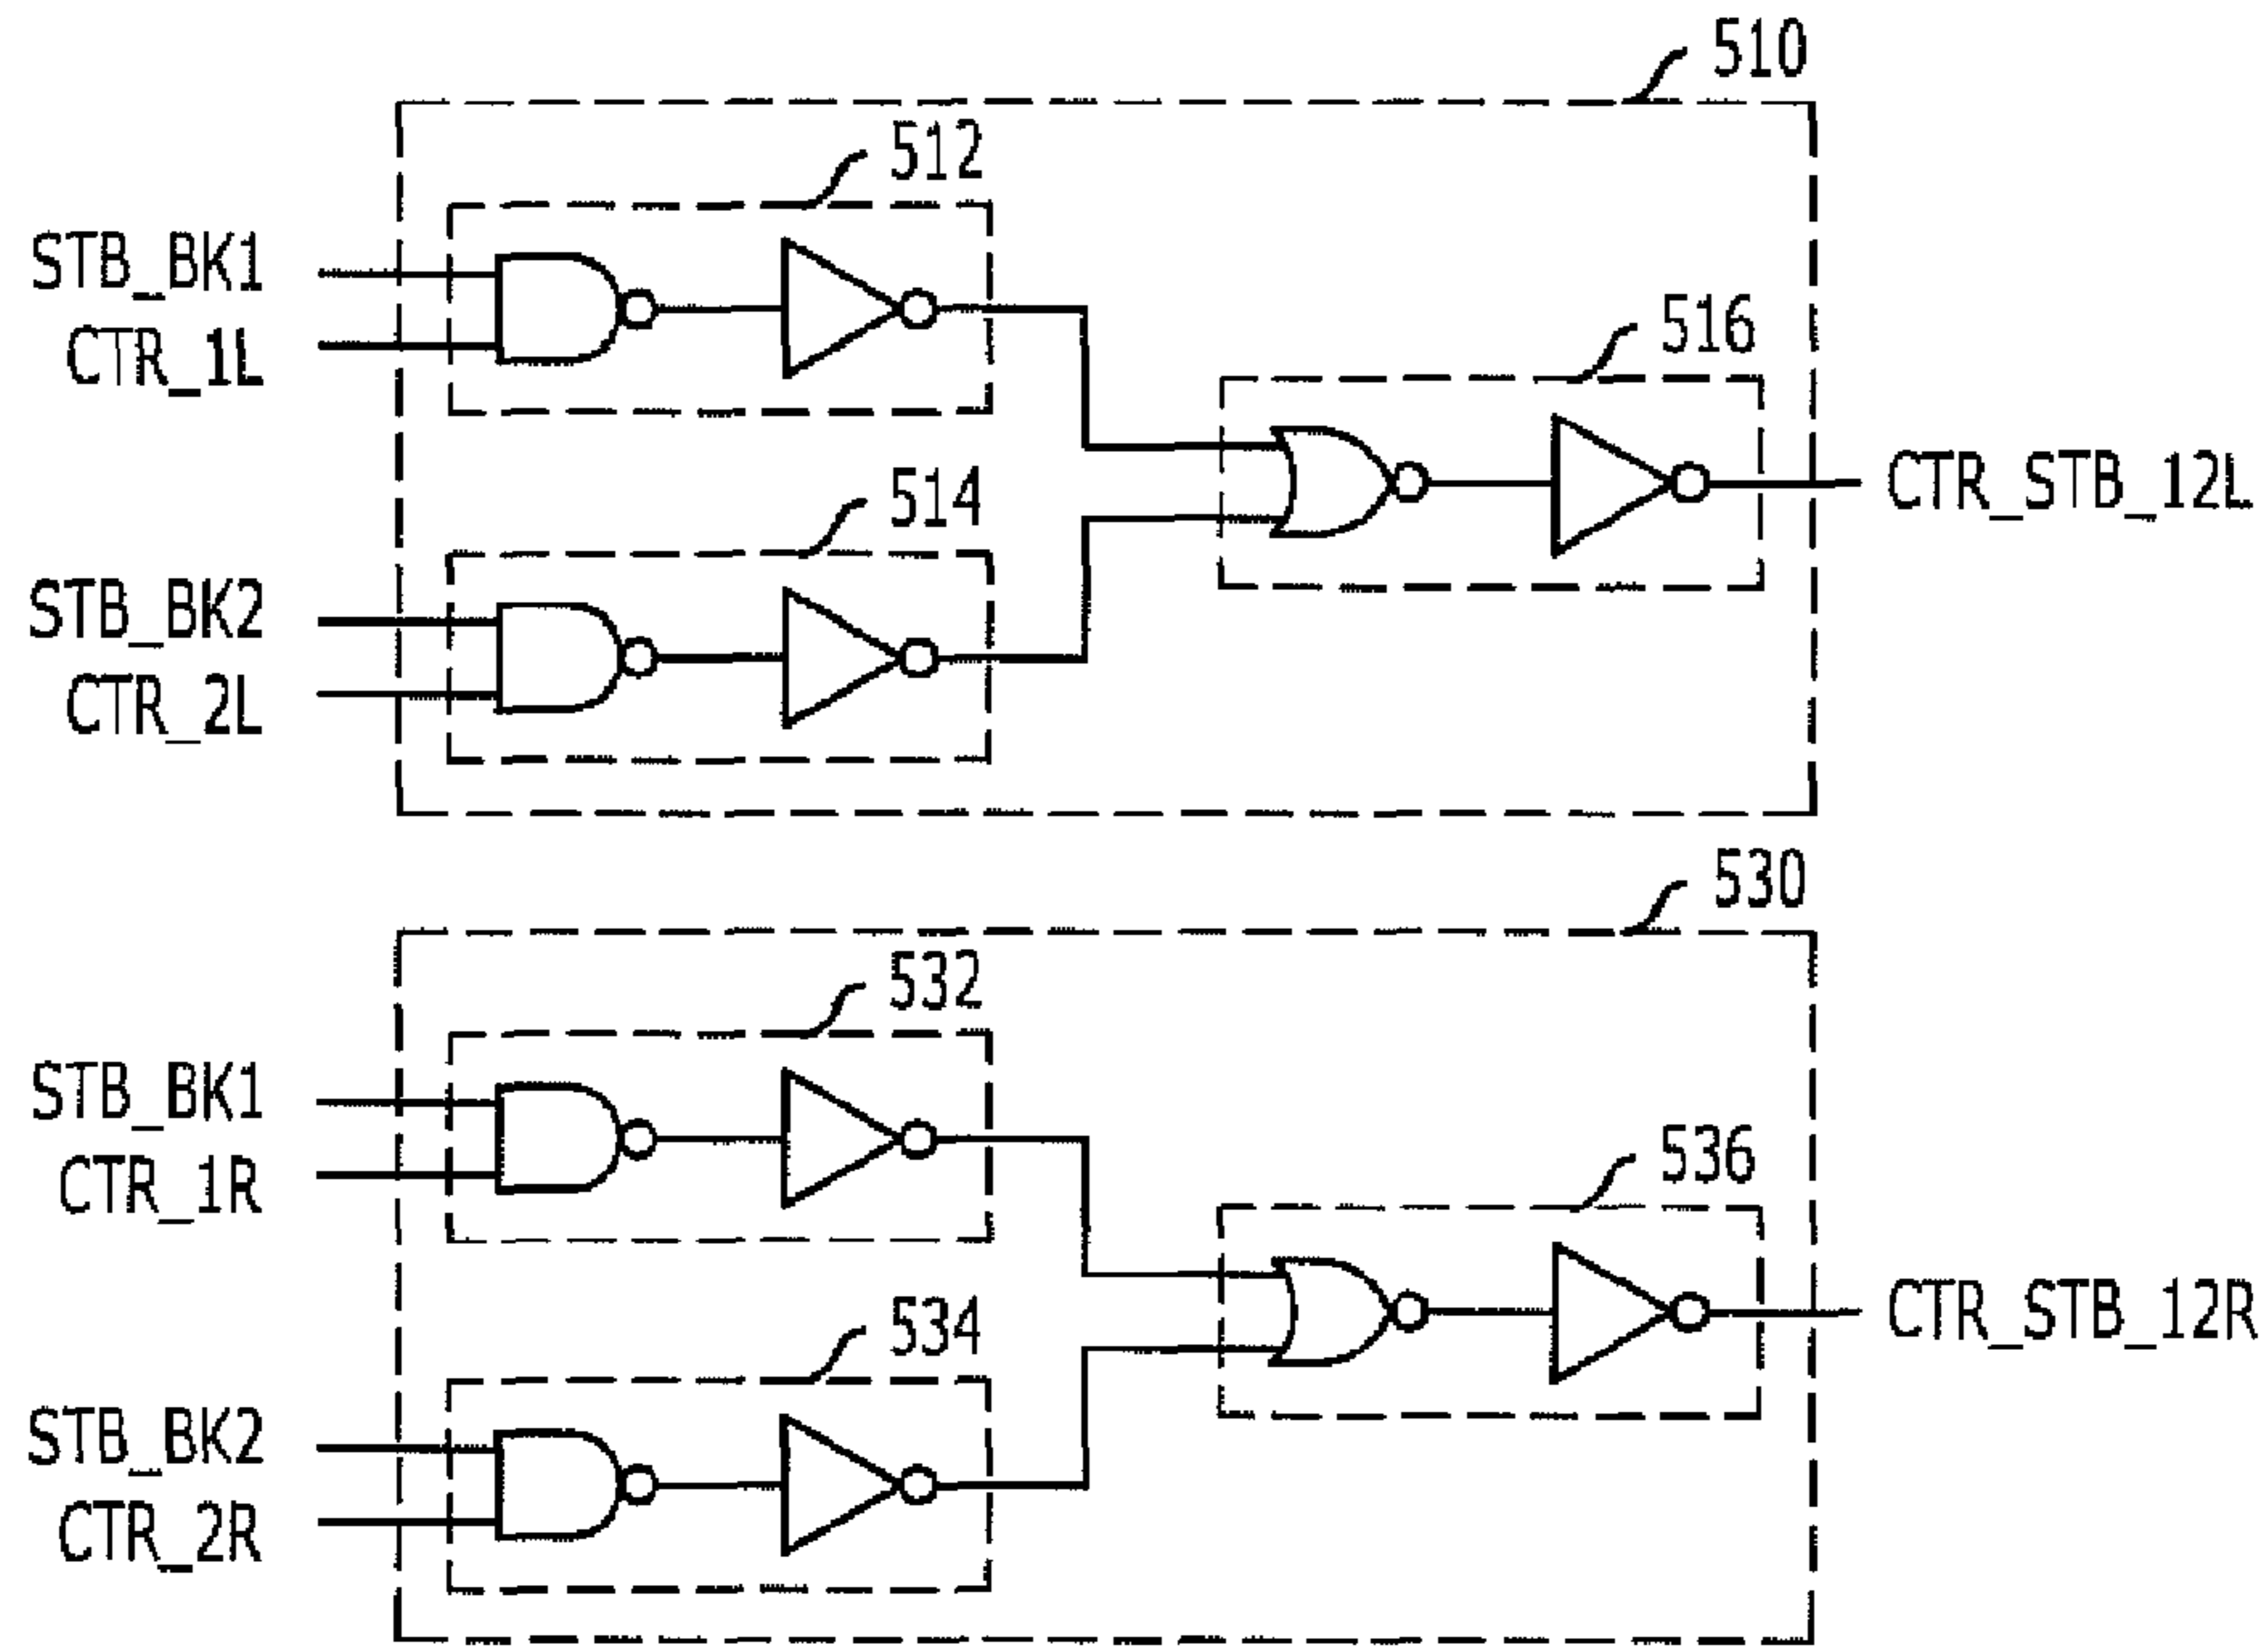 510
512
STB_BK1
CTR_1L
516
CTR_STB_12L
514
STB_BK2
CTR_2L
530
532
STB_BK1
CTR_1R
536
CTR_STB_12R
534
STB_BK2
CTR_2R